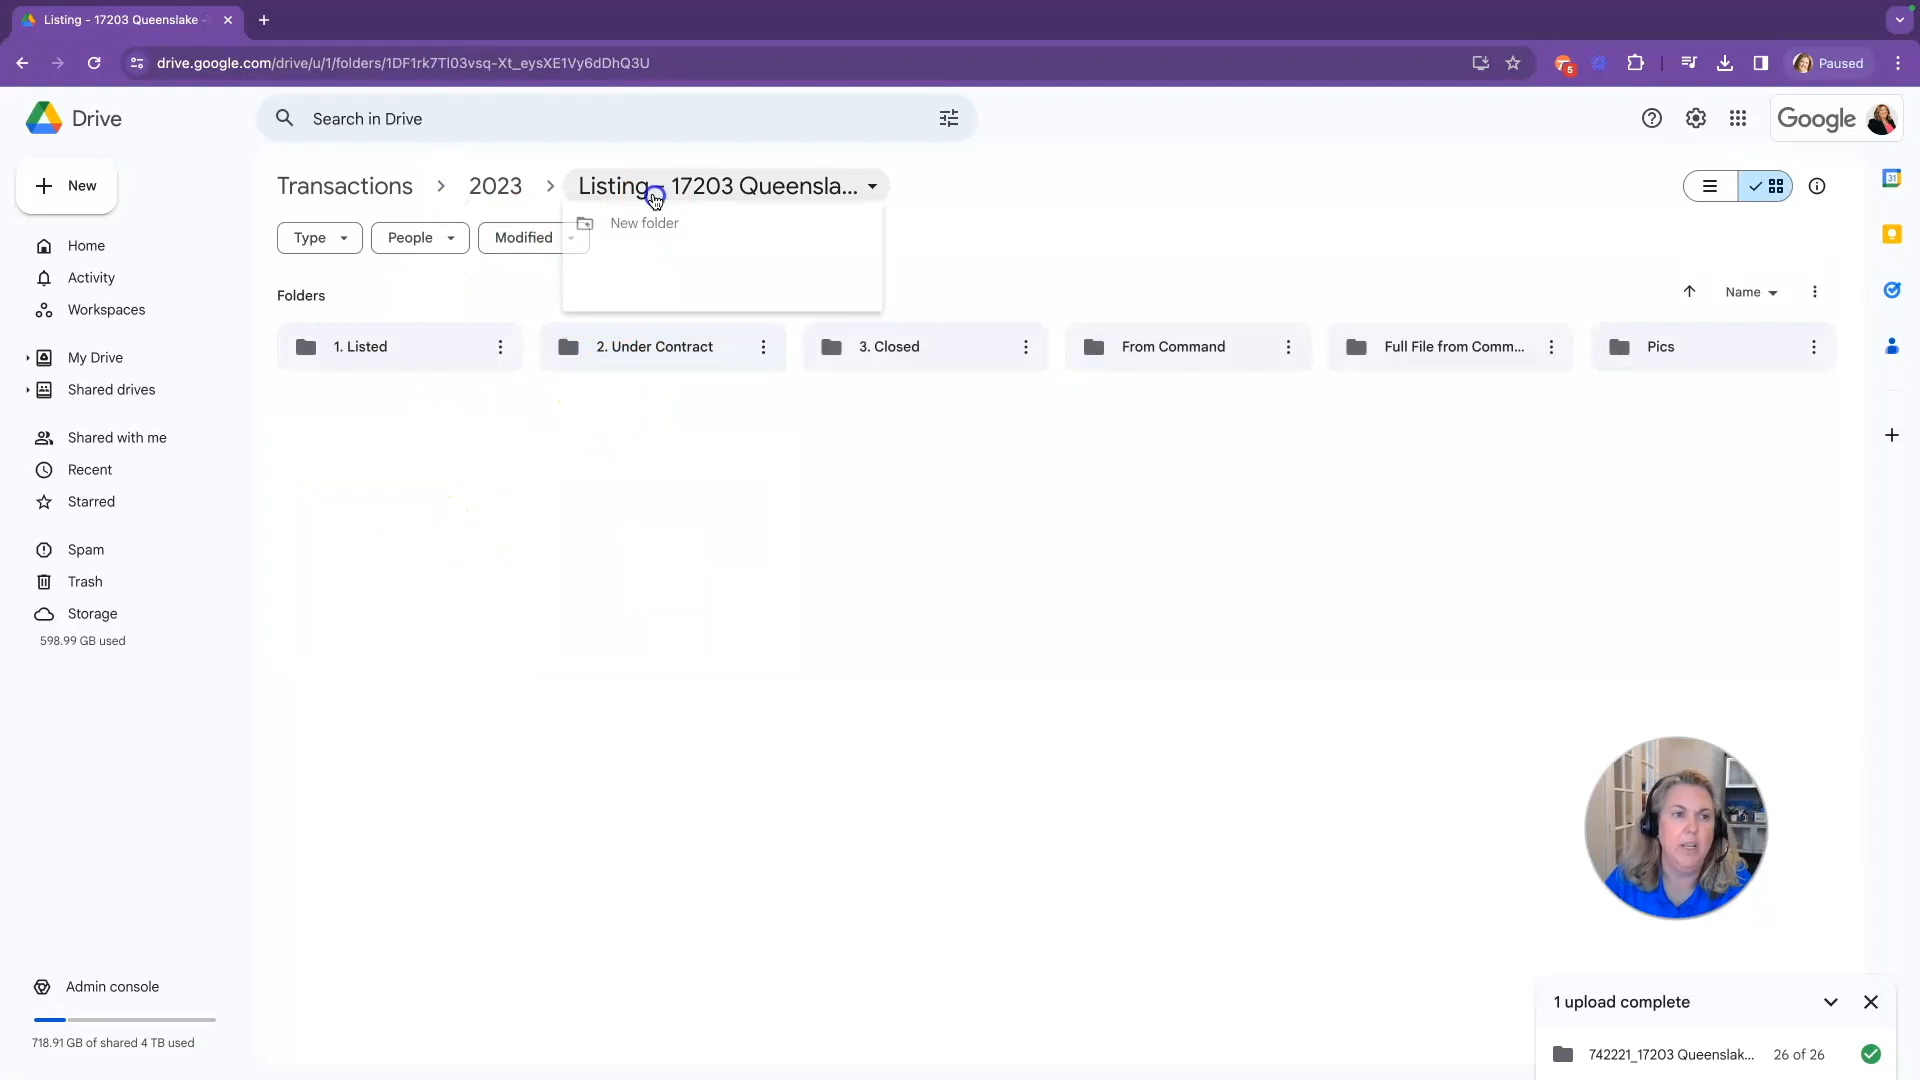 Listing - 17203 Queenslake -
drive.google.com/drive/u/1/folders/1DF1rk7Tl03vsq-Xt_eysXE1Vy6dDhQ3U
5
Paused
Drive
Search in Drive
Google
New
Transactions
2023
Listing - 17203 Queensla...
31
New folder
Type
People
Modified
Home
Activity
Workspaces
My Drive
Shared drives
Shared with me
Recent
Starred
Spam
Trash
Storage
598.99 GB used
Folders
Name
1. Listed
2. Under Contract
3. Closed
From Command
Full File from Comm...
Pics
Admin console
718.91 GB of shared 4 TB used
1 upload complete
742221_17203 Queenslak...
26 of 26